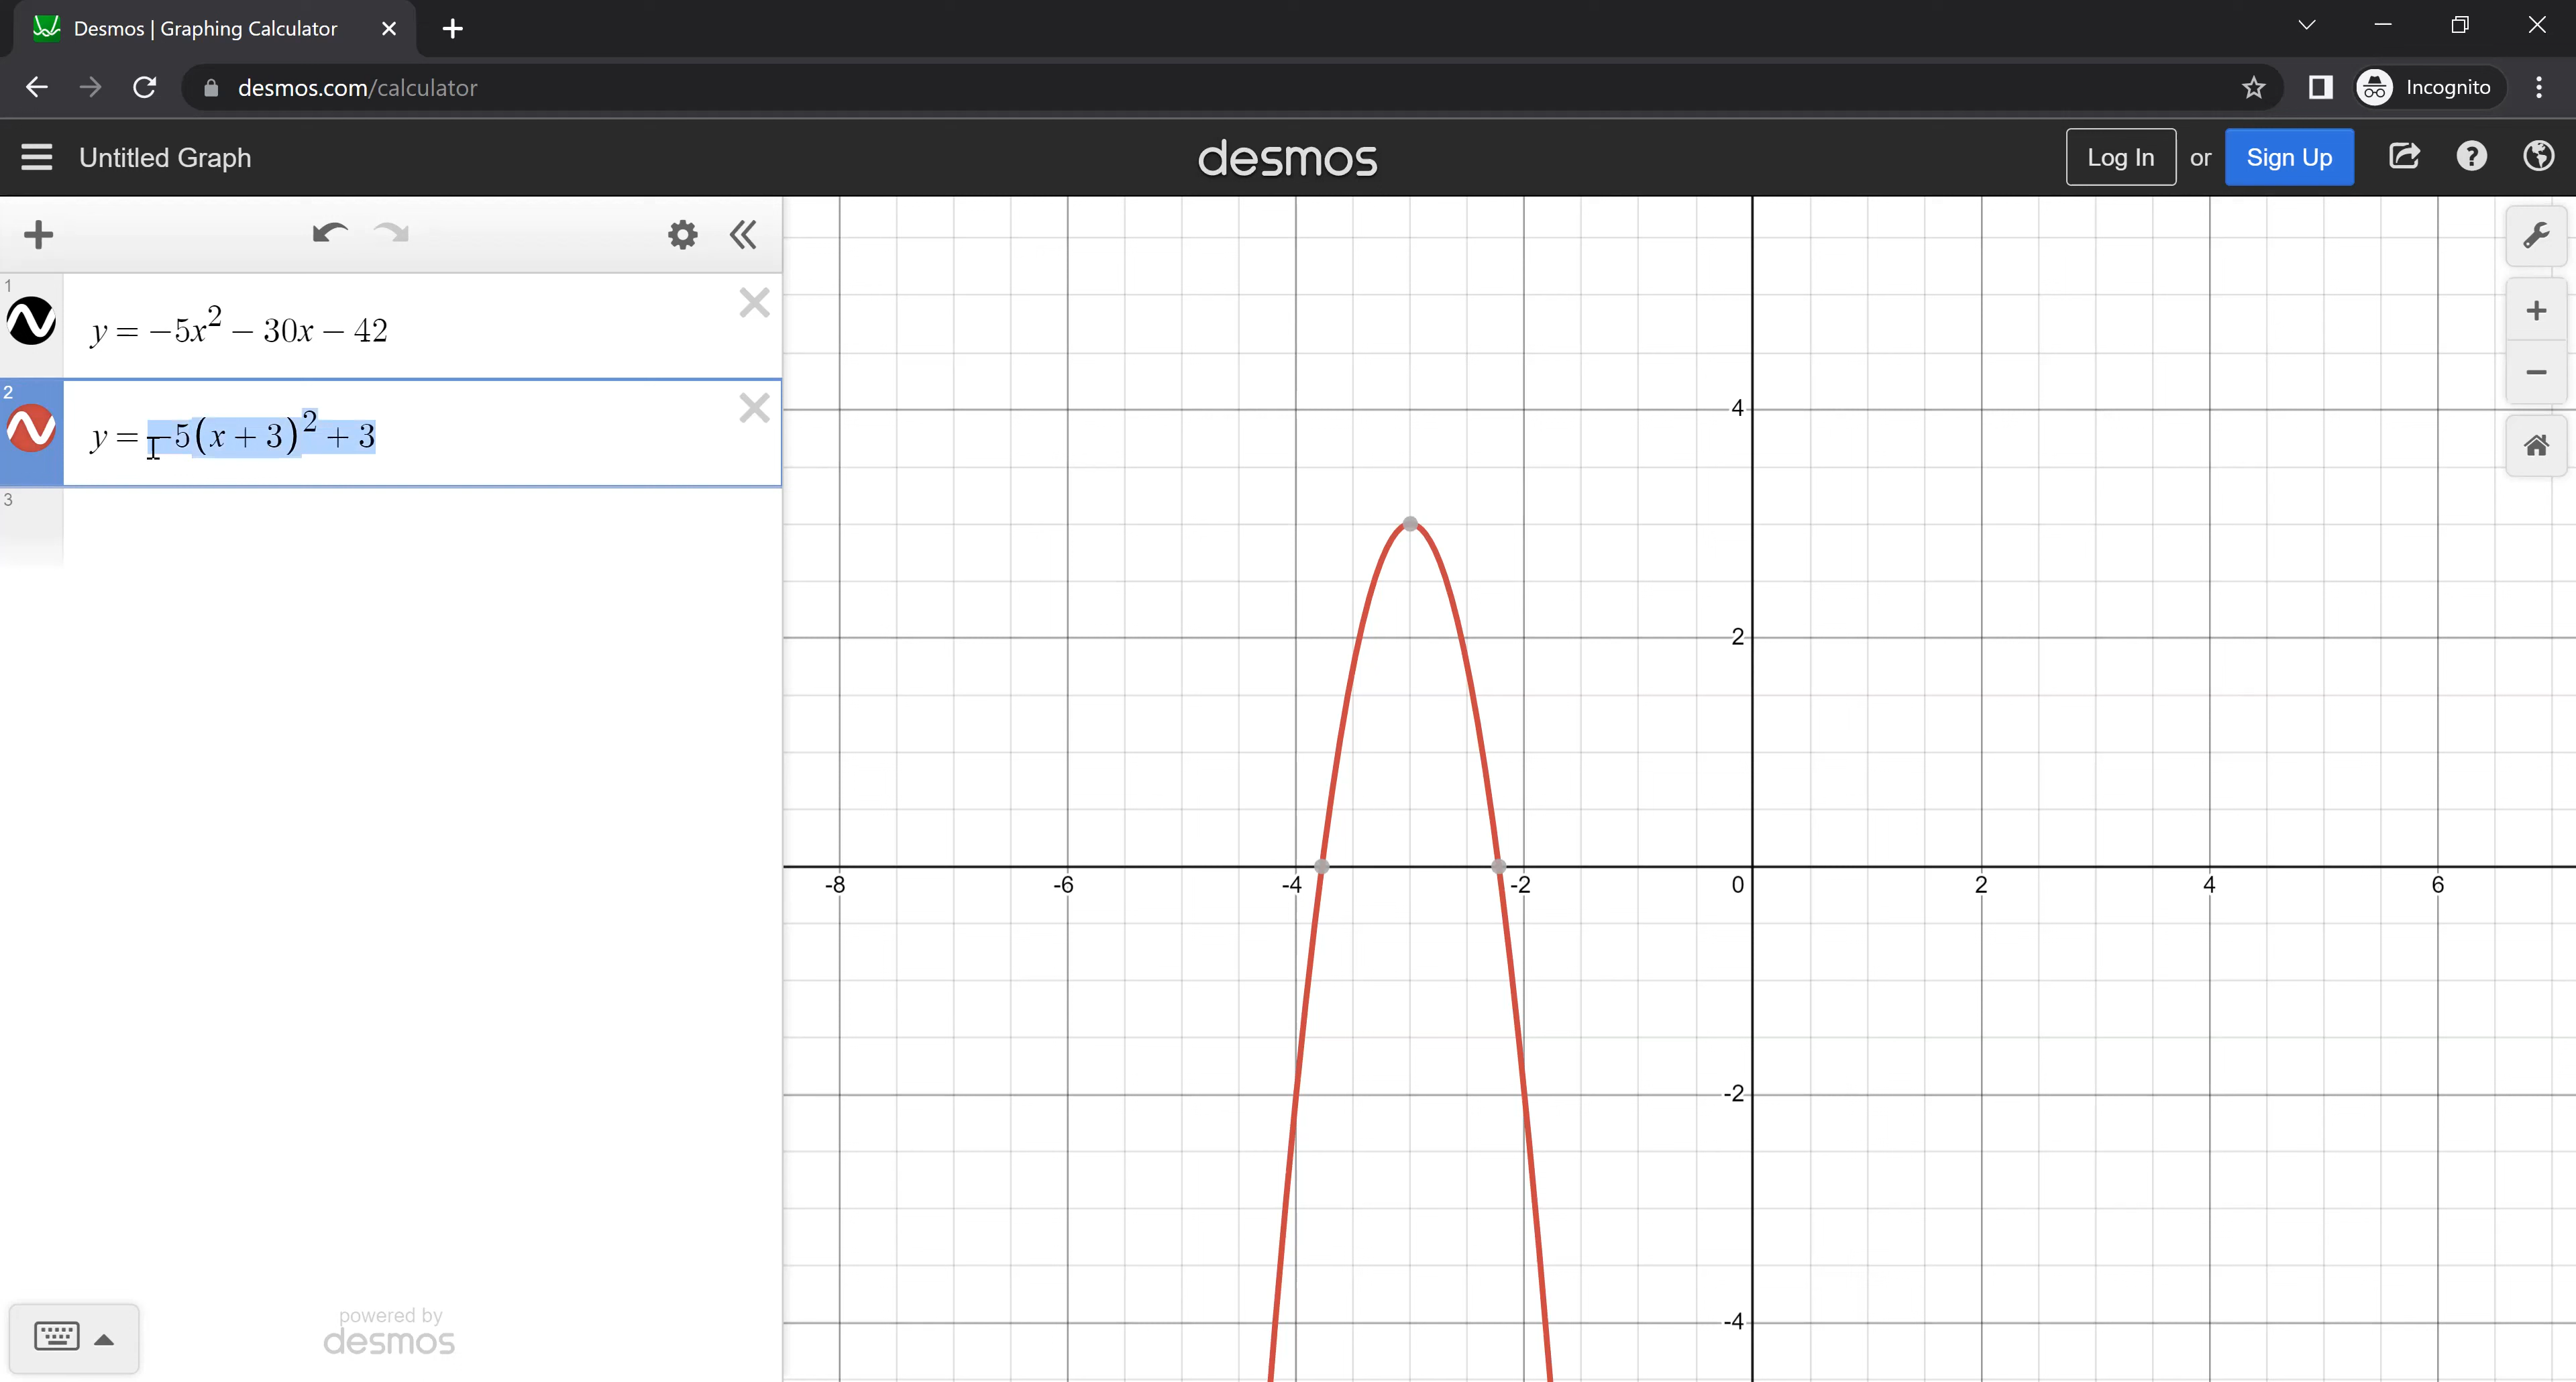 Desmos | Graphing Calculator
desmos.com/calculator
Incognito
Untitled Graph
desmos
Log In or Sign Up
1
y = −5x² − 30x − 42
2
y = −5(x + 3)² + 3
3
4
2
-8 -6 -4 -2 0 2 4 6
-2
-4
powered by
desmos